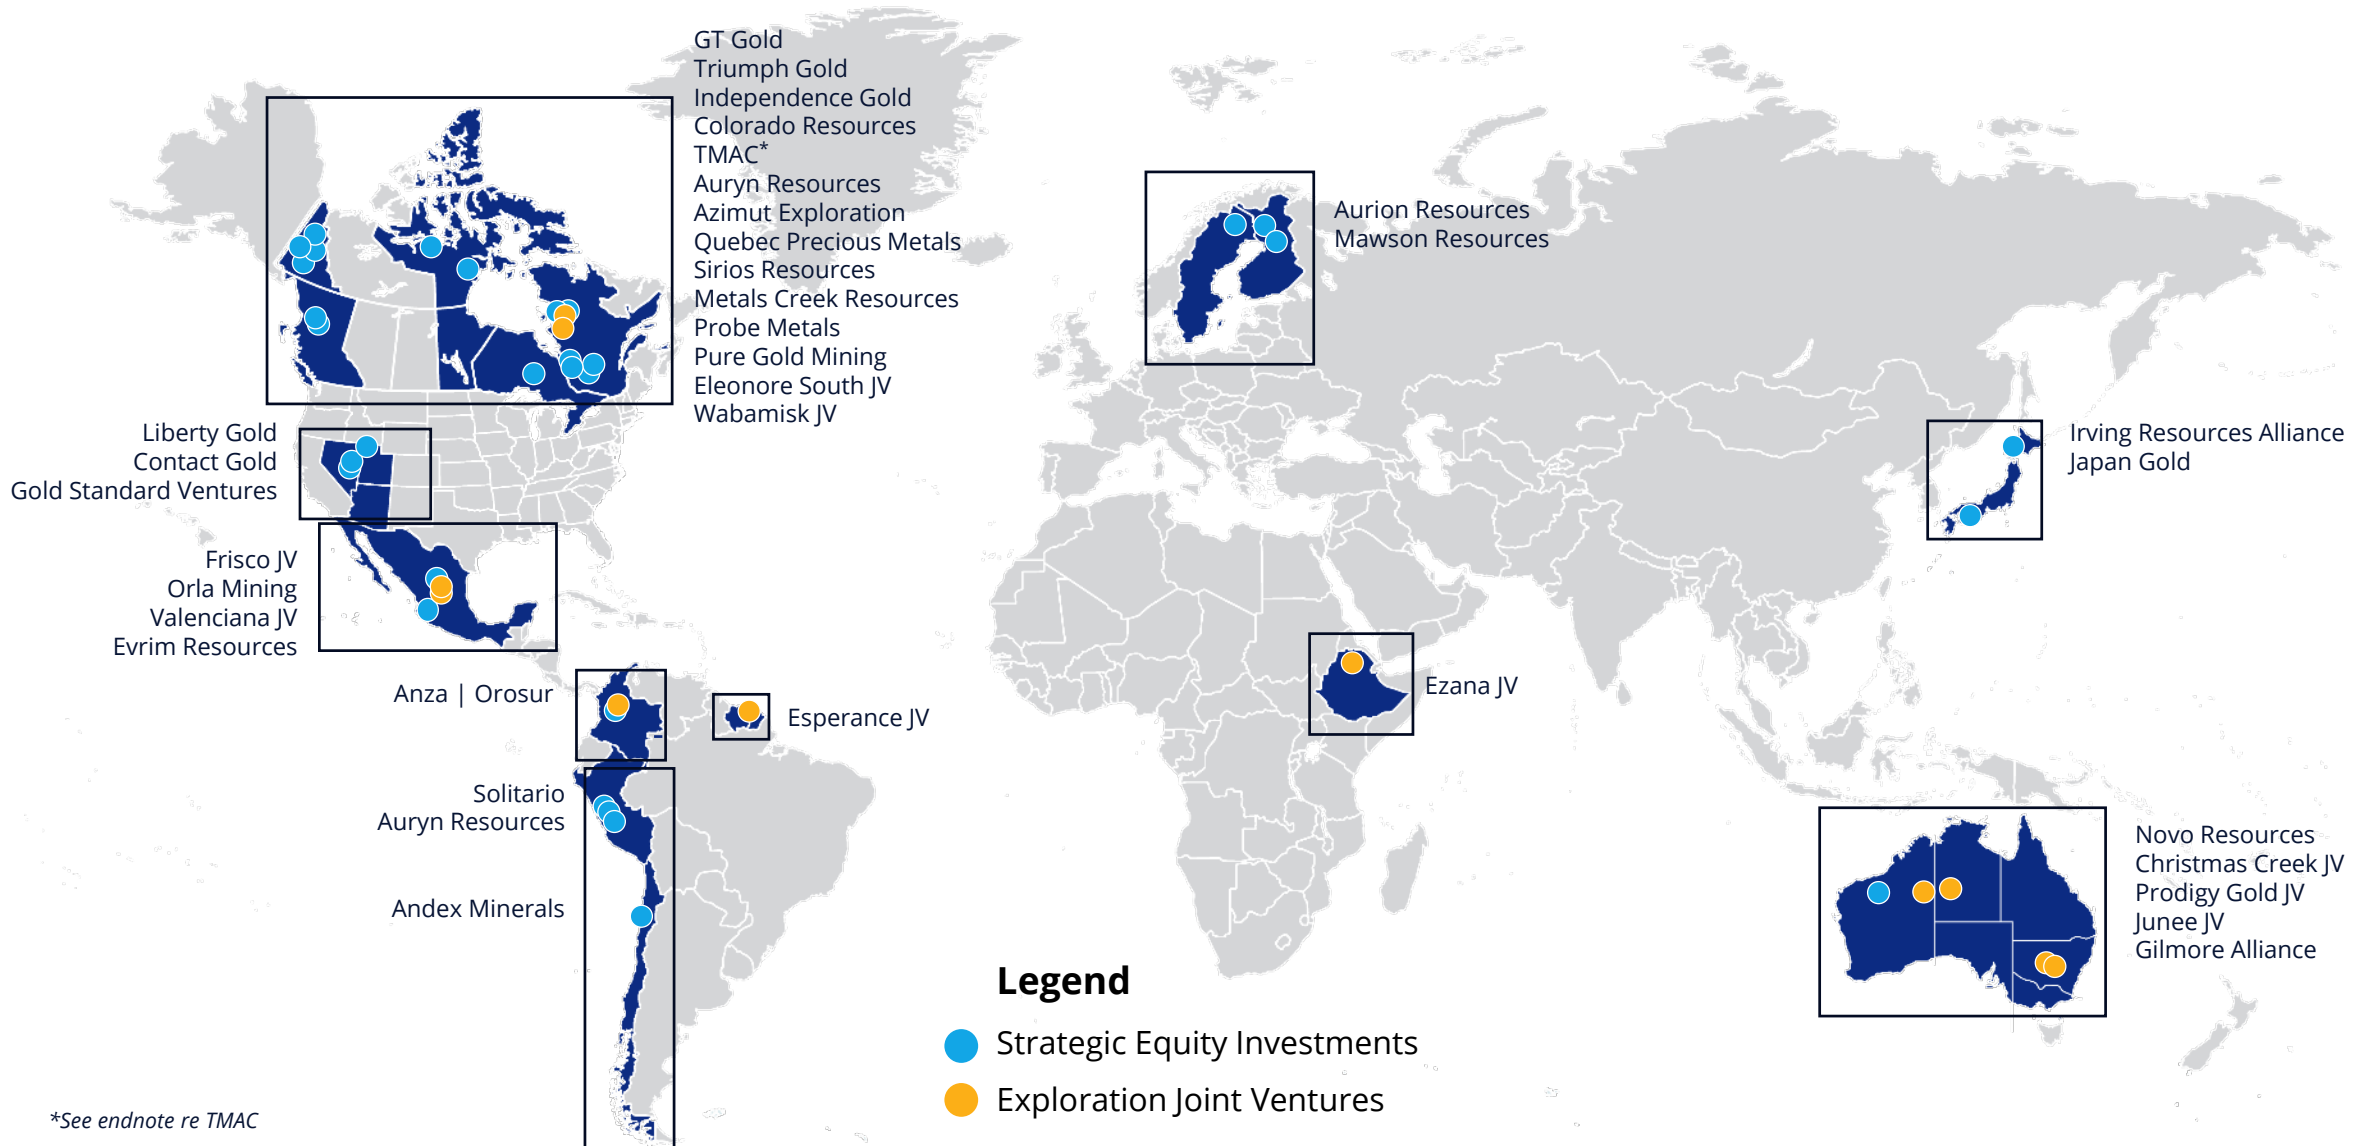 GT Gold
Triumph Gold
Independence Gold
Colorado Resources
TMAC*
Auryn Resources
Azimut Exploration
Quebec Precious Metals
Sirios Resources
Metals Creek Resources
Probe Metals
Pure Gold Mining
Eleonore South JV
Wabamisk JV
Aurion Resources
Mawson Resources
Liberty Gold
Contact Gold
Gold Standard Ventures
Irving Resources Alliance
Japan Gold
Frisco JV
Orla Mining
Valenciana JV
Evrim Resources
Anza | Orosur
Esperance JV
Ezana JV
Solitario
Auryn Resources
Andex Minerals
Novo Resources
Christmas Creek JV
Prodigy Gold JV
Junee JV
Gilmore Alliance
Legend
Strategic Equity Investments
Exploration Joint Ventures
*See endnote re TMAC